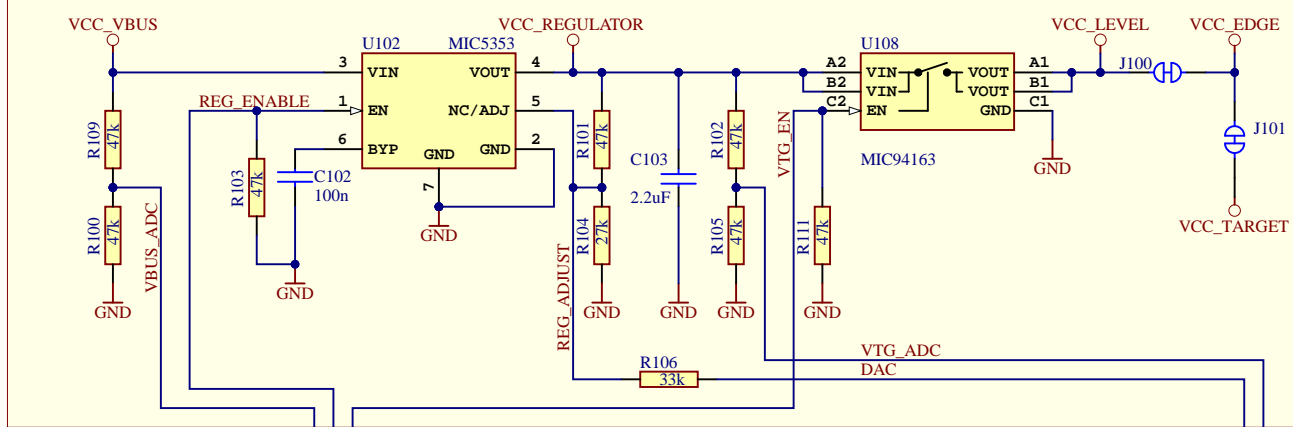 VCC_VBUS
VCC_REGULATOR
VCC_LEVEL
VCC_EDGE
U102
MIC5353
U108
J100
3
VIN
VOUT
4
A2
VIN
VOUT
A1
B2
VIN
VOUT
B1
REG_ENABLE
1
EN
NC/ADJ
5
C2
EN
GND
C1
6
BYP
GND
GND
2
7
R109
47k
R103
47k
C102
100n
R101
47k
C103
2.2uF
R102
47k
VTG_EN
MIC94163
J101
GND
VCC_TARGET
R100
47k
VBUS_ADC
GND
R104
27k
R105
47k
R111
47k
REG_ADJUST
GND
GND
GND
GND
GND
GND
R106
33k
VTG_ADC
DAC